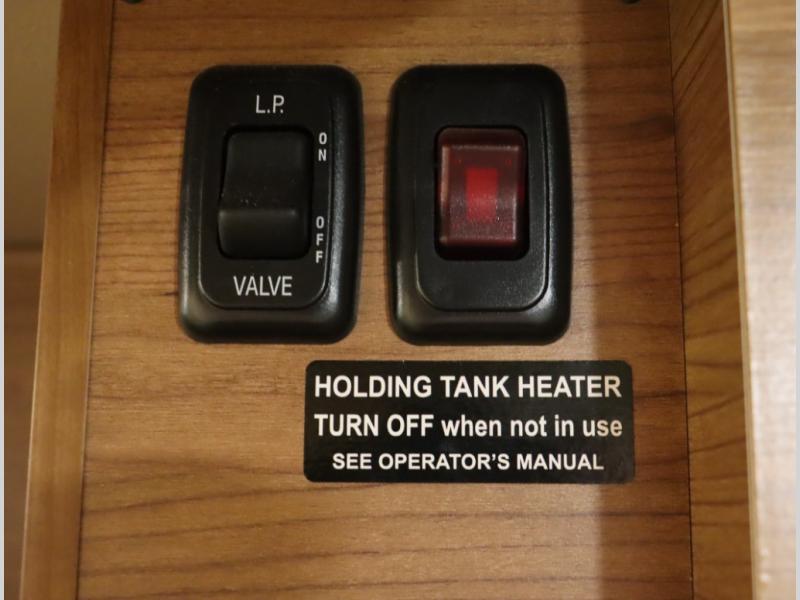 L.P.
ON
OFF
VALVE
HOLDING TANK HEATER
TURN OFF when not in use
SEE OPERATOR'S MANUAL